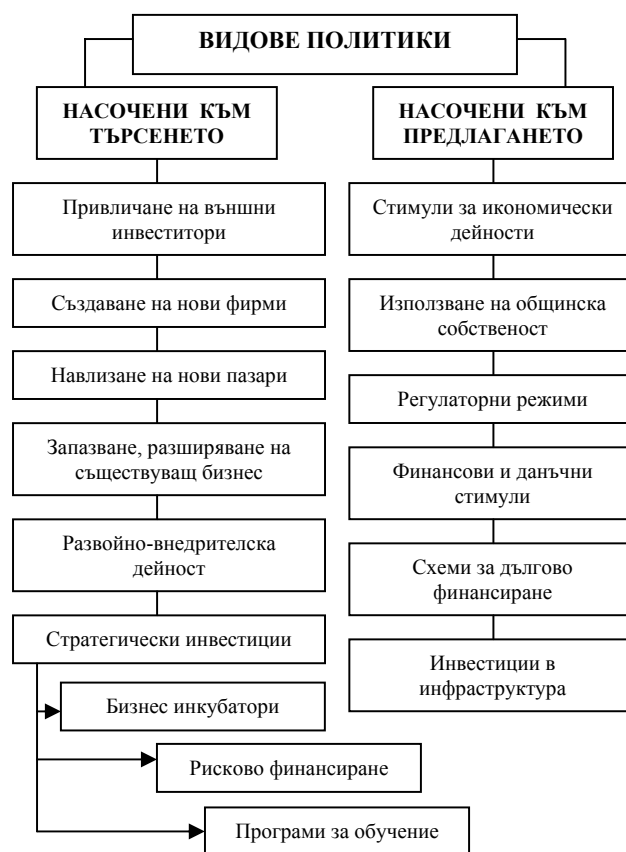 ВИДОВЕ ПОЛИТИКИ
НАСОЧЕНИ КЪМ
ТЪРСЕНЕТО
Привличане на външни
инвеститори
Създаване на нови фирми
Навлизане на нови пазари
Запазване, разширяване на
съществуващ бизнес
Развойно-внедрителска
дейност
Стратегически инвестиции
Бизнес инкубатори
Рисково финансиране
Програми за обучение
НАСОЧЕНИ КЪМ
ПРЕДЛАГАНЕТО
Стимули за икономически
дейности
Използване на общинска
собственост
Регулаторни режими
Финансови и данъчни
стимули
Схеми за дългово
финансиране
Инвестиции в
инфраструктура